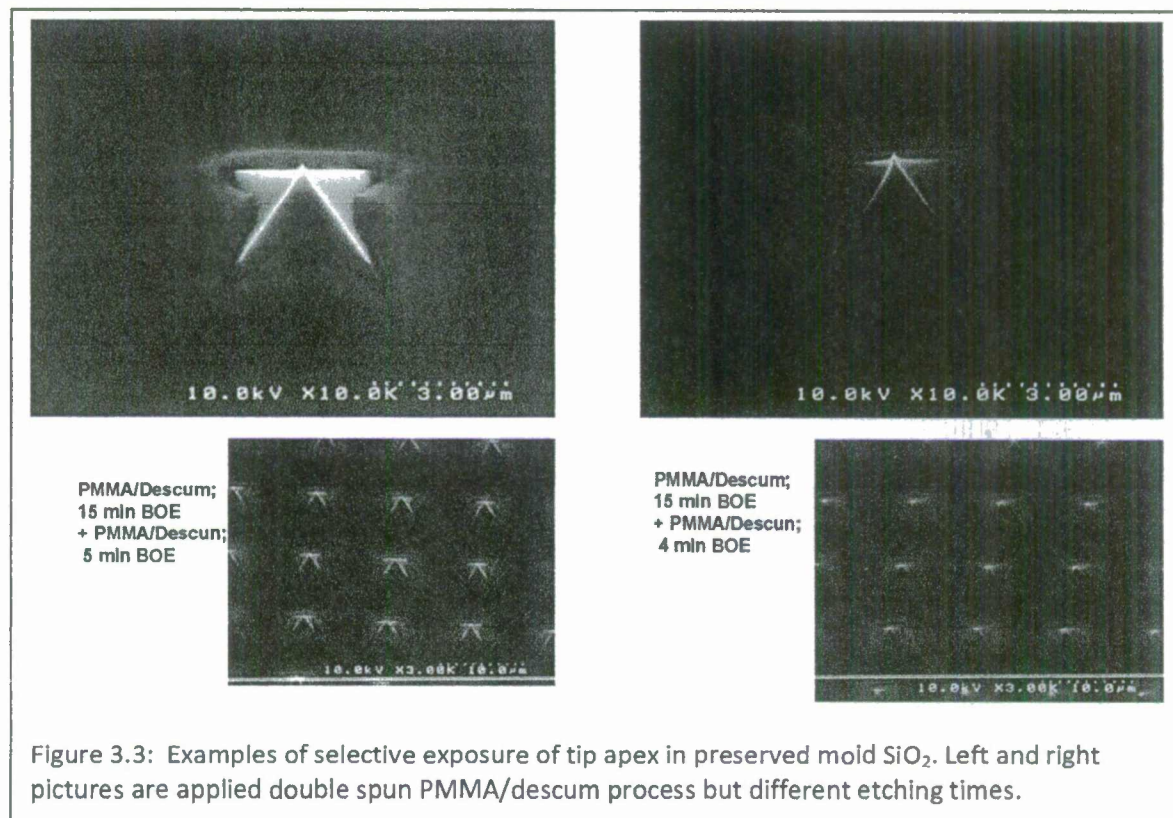 10.0kV X10.0K 3.00µm
10.0kV X10.0K 3.00µm
PMMA/Descum;
15 min BOE
+ PMMA/Descun;
5 min BOE
10.0kV X3.00K 10.0µm
PMMA/Descum;
15 min BOE
+ PMMA/Descun;
4 min BOE
10.0kV X3.00K 10.0µm
Figure 3.3: Examples of selective exposure of tip apex in preserved mold SiO₂. Left and right
pictures are applied double spun PMMA/descum process but different etching times.